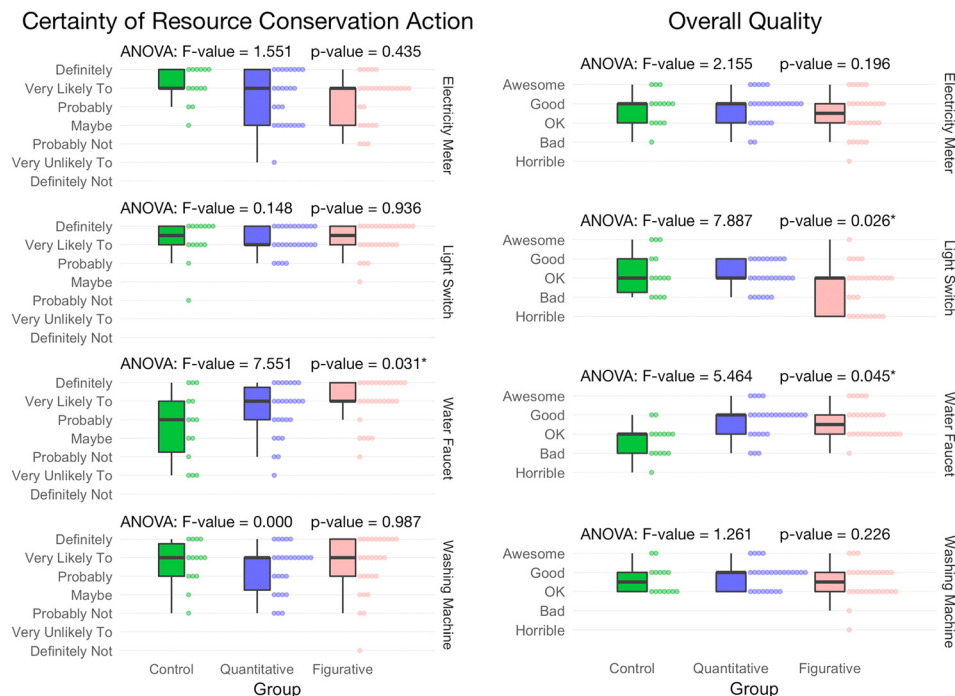 Certainty of Resource Conservation Action
ANOVA: F-value = 1.551 p-value = 0.435
Definitely
Very Likely To
Probably
Maybe
Probably Not
Very Unlikely To
Definitely Not
Electricity Meter
ANOVA: F-value = 0.148 p-value = 0.936
Definitely
Very Likely To
Probably
Maybe
Probably Not
Very Unlikely To
Definitely Not
Light Switch
ANOVA: F-value = 7.551 p-value = 0.031*
Definitely
Very Likely To
Probably
Maybe
Probably Not
Very Unlikely To
Definitely Not
Water Faucet
ANOVA: F-value = 0.000 p-value = 0.987
Definitely
Very Likely To
Probably
Maybe
Probably Not
Very Unlikely To
Definitely Not
Washing Machine
Control Quantitative Figurative
Group
Overall Quality
ANOVA: F-value = 2.155 p-value = 0.196
Awesome
Good
OK
Bad
Horrible
Electricity Meter
ANOVA: F-value = 7.887 p-value = 0.026*
Awesome
Good
OK
Bad
Horrible
Light Switch
ANOVA: F-value = 5.464 p-value = 0.045*
Awesome
Good
OK
Bad
Horrible
Water Faucet
ANOVA: F-value = 1.261 p-value = 0.226
Awesome
Good
OK
Bad
Horrible
Washing Machine
Control Quantitative Figurative
Group